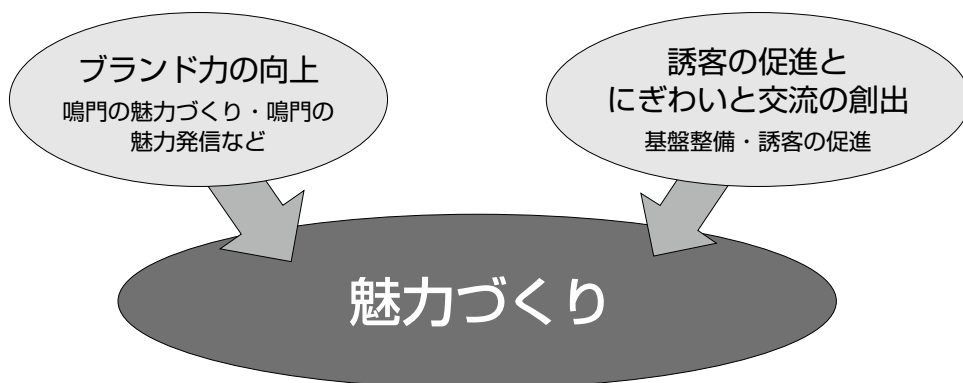 ブランド力の向上
鳴門の魅力づくり・鳴門の
魅力発信など
誘客の促進と
にぎわいと交流の創出
基盤整備・誘客の促進
魅力づくり